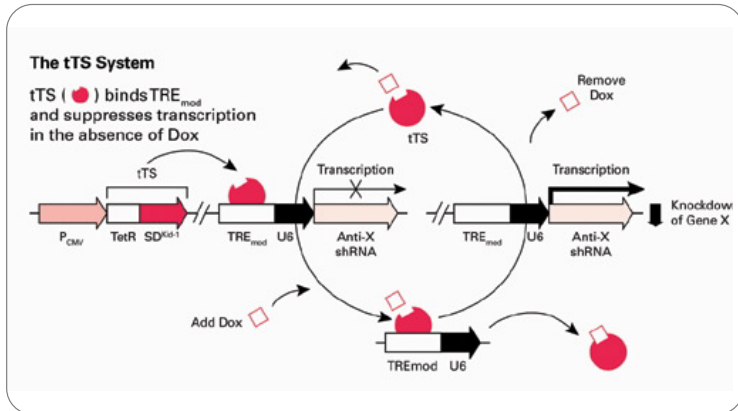 The tTS System
tTS ( ) binds TREmod
and suppresses transcription
in the absence of Dox
tTS
Remove
Dox
tTS
Transcription
Transcription
Knockdown
of Gene X
PCMV
TetR
SDKid-1
TREmod
U6
Anti-X
shRNA
TREmod
U6
Anti-X
shRNA
Add Dox
TREmod
U6